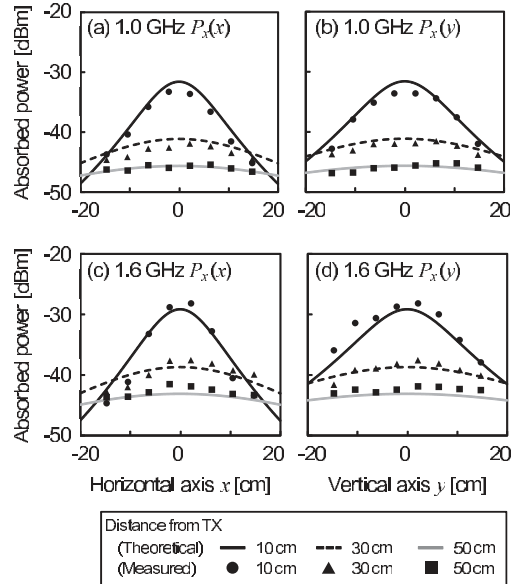 -20
(a) 1.0 GHz Pₓ(x)
(b) 1.0 GHz Pₓ(y)
-30
-40
-50
Absorbed power [dBm]
-20
0
20
-20
0
20
-20
(c) 1.6 GHz Pₓ(x)
(d) 1.6 GHz Pₓ(y)
-30
-40
-50
Absorbed power [dBm]
-20
0
20
-20
0
20
Horizontal axis x [cm]
Vertical axis y [cm]
Distance from TX
(Theoretical) 10 cm 30 cm 50 cm
(Measured) 10 cm 30 cm 50 cm